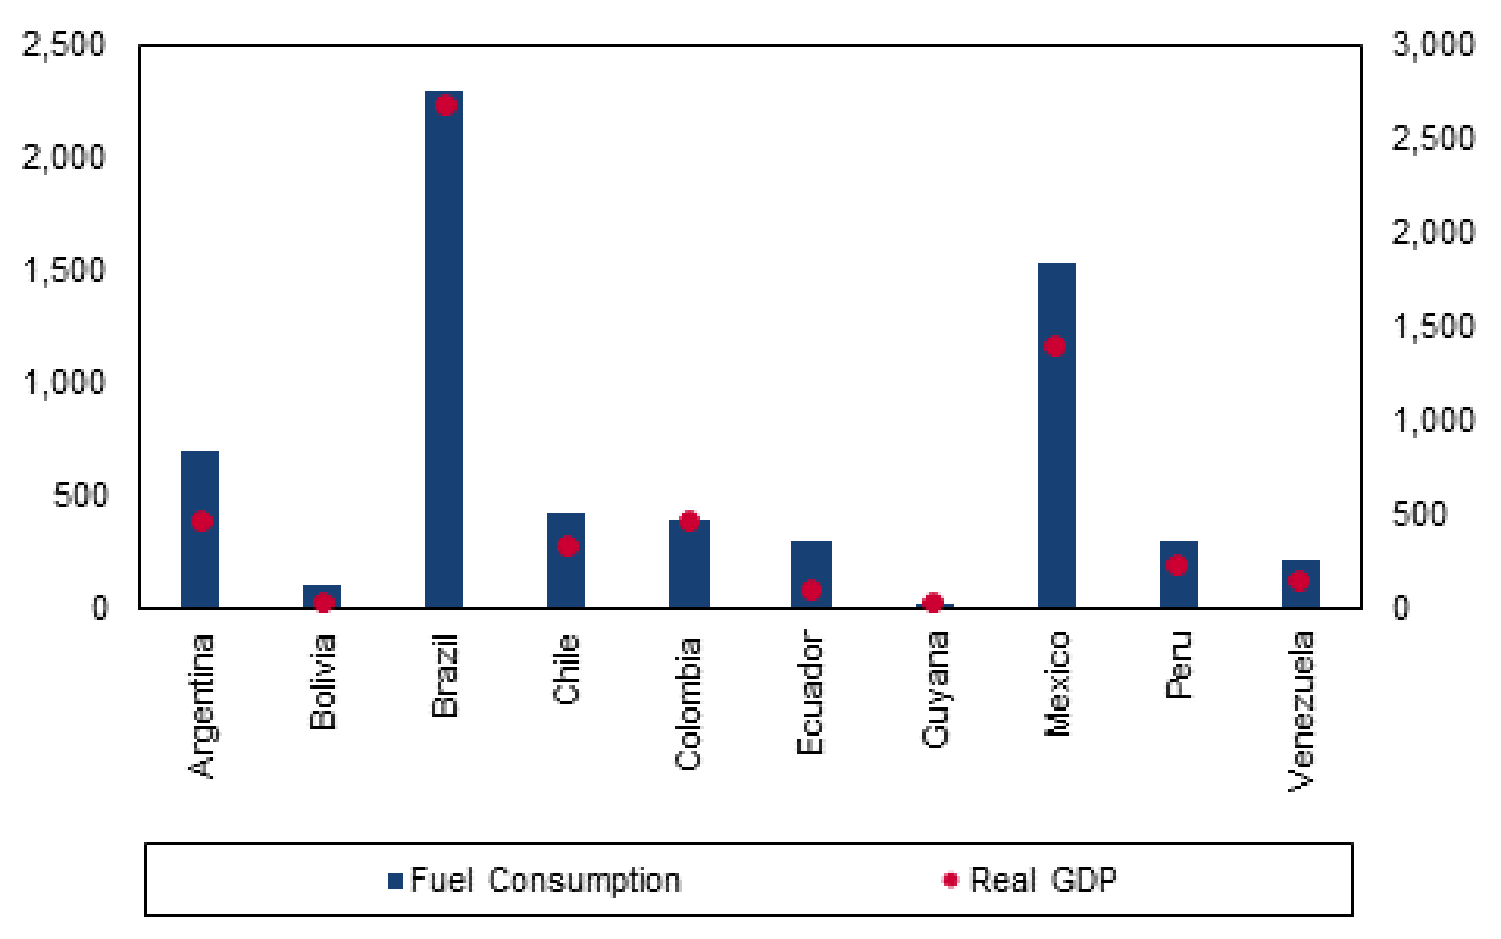 2,500
2,000
1,500
1,000
500
0
3,000
2,500
2,000
1,500
1,000
500
0
Argentina
Bolivia
Brazil
Chile
Colombia
Ecuador
Guyana
Mexico
Peru
Venezuela
Fuel Consumption
Real GDP